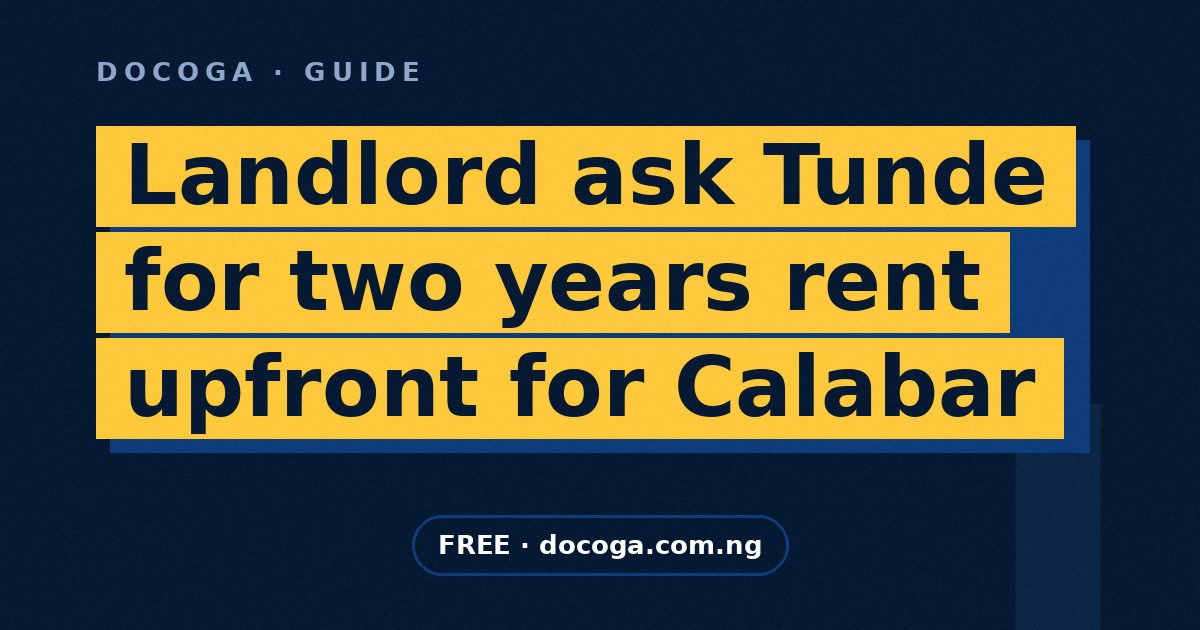 DOCOGA · GUIDE
Landlord ask Tunde
for two years rent
upfront for Calabar
FREE · docoga.com.ng